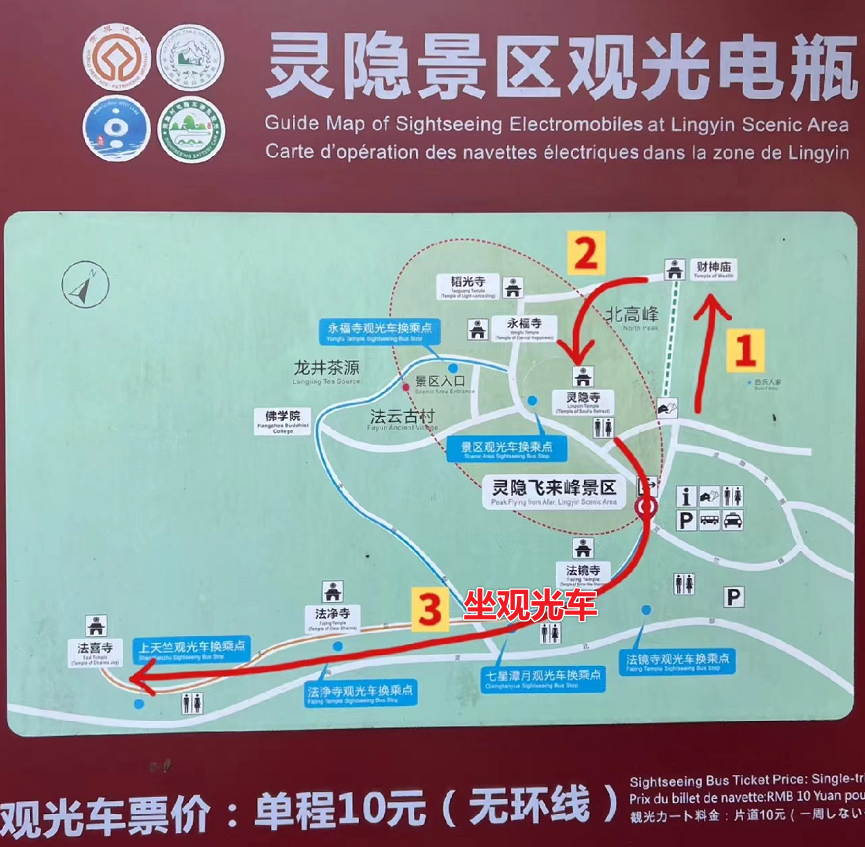 灵隐景区观光电瓶
Guide Map of Sightseeing Electromobiles at Lingyin Scenic Area
Carte d'opération des navettes électriques dans la zone de Lingyin
N
2
财神庙
Temple of Wealth
韬光寺
Taoguang Temple
(Temple of Light-contrasting)
北高峰
North Peak
永福寺
Yongfu Temple
(Temple of Eternal Happiness)
永福寺观光车换乘点
Yongfu Temple Sightseeing Bus Stop
1
龙井茶源
Longjing Tea Source
景区入口
Scenic Area Entrance
灵隐寺
Lingyin Temple
(Temple of Soul's Retreat)
佛学院
Hangzhou Buddhist
College
法云古村
Fayun Ancient Village
景区观光车换乘点
Scenic Area Sightseeing Bus Stop
灵隐飞来峰景区
Peak Flying from Afar, Lingyin Scenic Area
i
P
法镜寺
Fajing Temple
P
3
坐观光车
法净寺
Fajing Temple
(Temple of Clear Dharma)
法喜寺
Faxi Temple
(Temple of Dharma Joy)
上天竺观光车换乘点
Shangtianzhu Sightseeing Bus Stop
法镜寺观光车换乘点
Fajing Temple Sightseeing Bus Stop
七星潭月观光车换乘点
Qixingtanyue Sightseeing Bus Stop
法净寺观光车换乘点
Fajing Temple Sightseeing Bus Stop
观光车票价：单程10元（无环线）
Sightseeing Bus Ticket Price: Single-tr
Prix du billet de navette:RMB 10 Yuan pou
観光カート料金：片道10元（一周しない